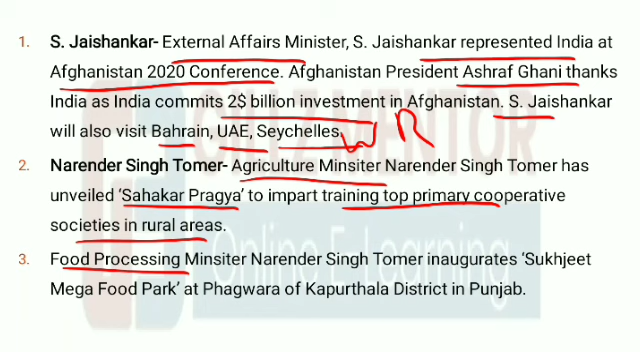 1. S. Jaishankar- External Affairs Minister, S. Jaishankar represented India at
Afghanistan 2020 Conference. Afghanistan President Ashraf Ghani thanks
India as India commits 2$ billion investment in Afghanistan. S. Jaishankar
will also visit Bahrain, UAE, Seychelles.
2. Narender Singh Tomer- Agriculture Minsiter Narender Singh Tomer has
unveiled ‘Sahakar Pragya’ to impart training top primary cooperative
societies in rural areas.
3. Food Processing Minsiter Narender Singh Tomer inaugurates ‘Sukhjeet
Mega Food Park’ at Phagwara of Kapurthala District in Punjab.
Online E-Learning